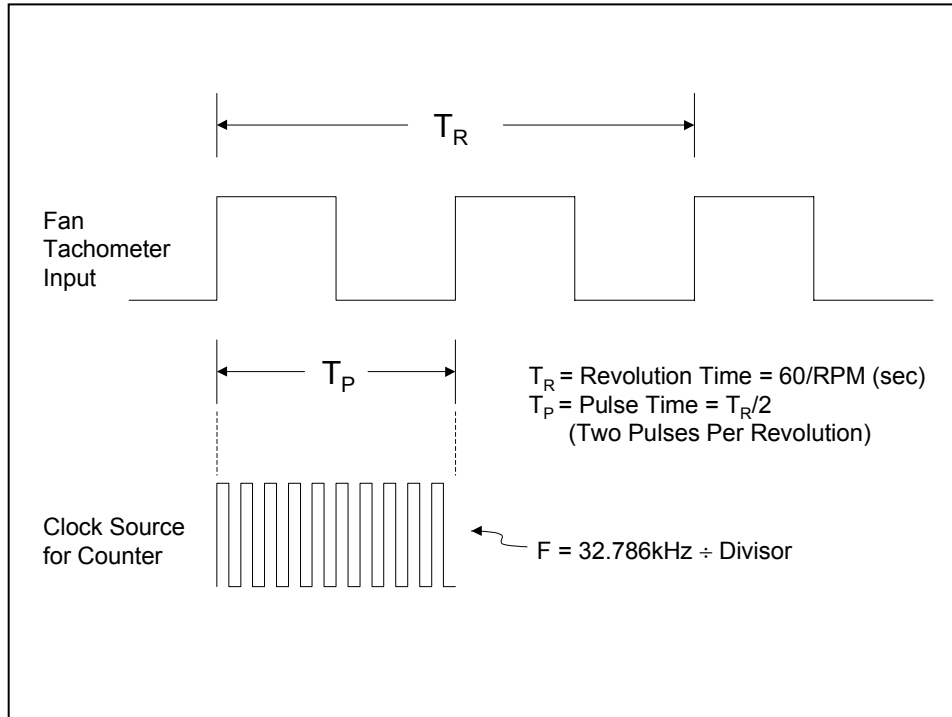 T_R
Fan
Tachometer
Input
T_P
T_R = Revolution Time = 60/RPM (sec)
T_P = Pulse Time = T_R/2
(Two Pulses Per Revolution)
Clock Source
for Counter
F = 32.786kHz ÷ Divisor